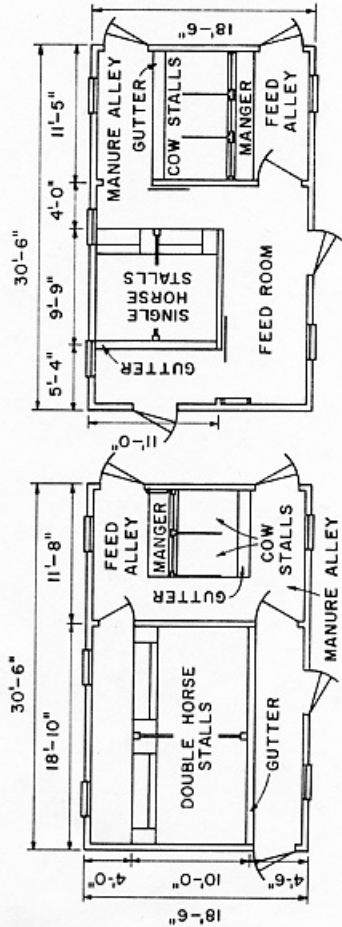 30'-6"
18'-10"
11'-8"
4'-0"
10'-0"
4'-6"
18'-6"
FEED
ALLEY
MANGER
DOUBLE HORSE
STALLS
GUTTER
COW
STALLS
GUTTER
MANURE ALLEY
30'-6"
5'-4"
9'-9"
4'-0"
11'-5"
18'-6"
11'-0"
MANURE ALLEY
GUTTER
COW STALLS
MANGER
FEED
ALLEY
SINGLE
HORSE
STALLS
GUTTER
FEED ROOM